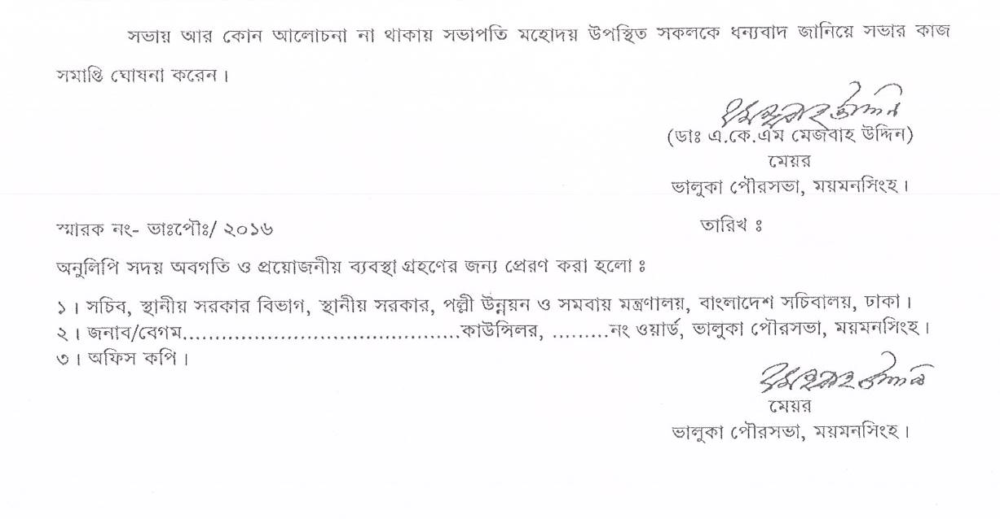 সভায় আর কোন আলোচনা না থাকায় সভাপতি মহোদয় উপস্থিত সকলকে ধন্যবাদ জানিয়ে সভার কাজ
সমাপ্তি ঘোষনা করেন।
(ডাঃ এ.কে.এম মেজবাহ উদ্দিন)
মেয়র
ভালুকা পৌরসভা, ময়মনসিংহ।
স্মারক নং- ভাঃপৌঃ/ ২০১৬ তারিখ ঃ
অনুলিপি সদয় অবগতি ও প্রয়োজনীয় ব্যবস্থা গ্রহণের জন্য প্রেরণ করা হলো ঃ
১। সচিব, স্থানীয় সরকার বিভাগ, স্থানীয় সরকার, পল্লী উন্নয়ন ও সমবায় মন্ত্রণালয়, বাংলাদেশ সচিবালয়, ঢাকা।
২। জনাব/বেগম..........................................কাউন্সিলর, .........নং ওয়ার্ড, ভালুকা পৌরসভা, ময়মনসিংহ।
৩। অফিস কপি।
মেয়র
ভালুকা পৌরসভা, ময়মনসিংহ।